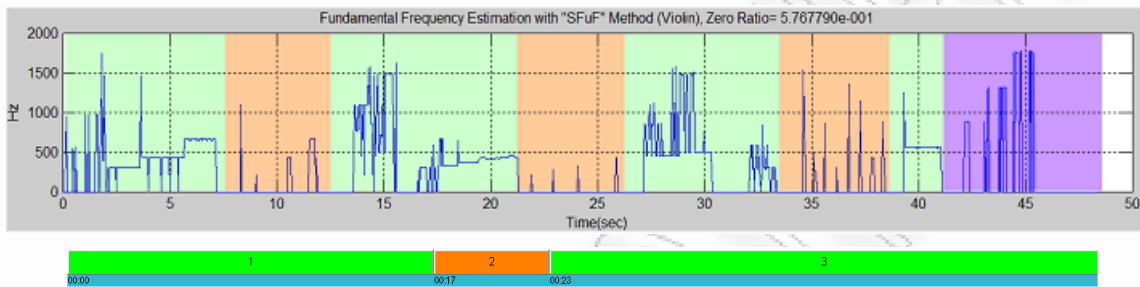 Fundamental Frequency Estimation with "SFuF" Method (Violin), Zero Ratio= 5.767790e-001
2000
1500
1000
500
0
Hz
0 5 10 15 20 25 30 35 40 45 50
Time(sec)
1 2 3
00:00 00:17 00:23